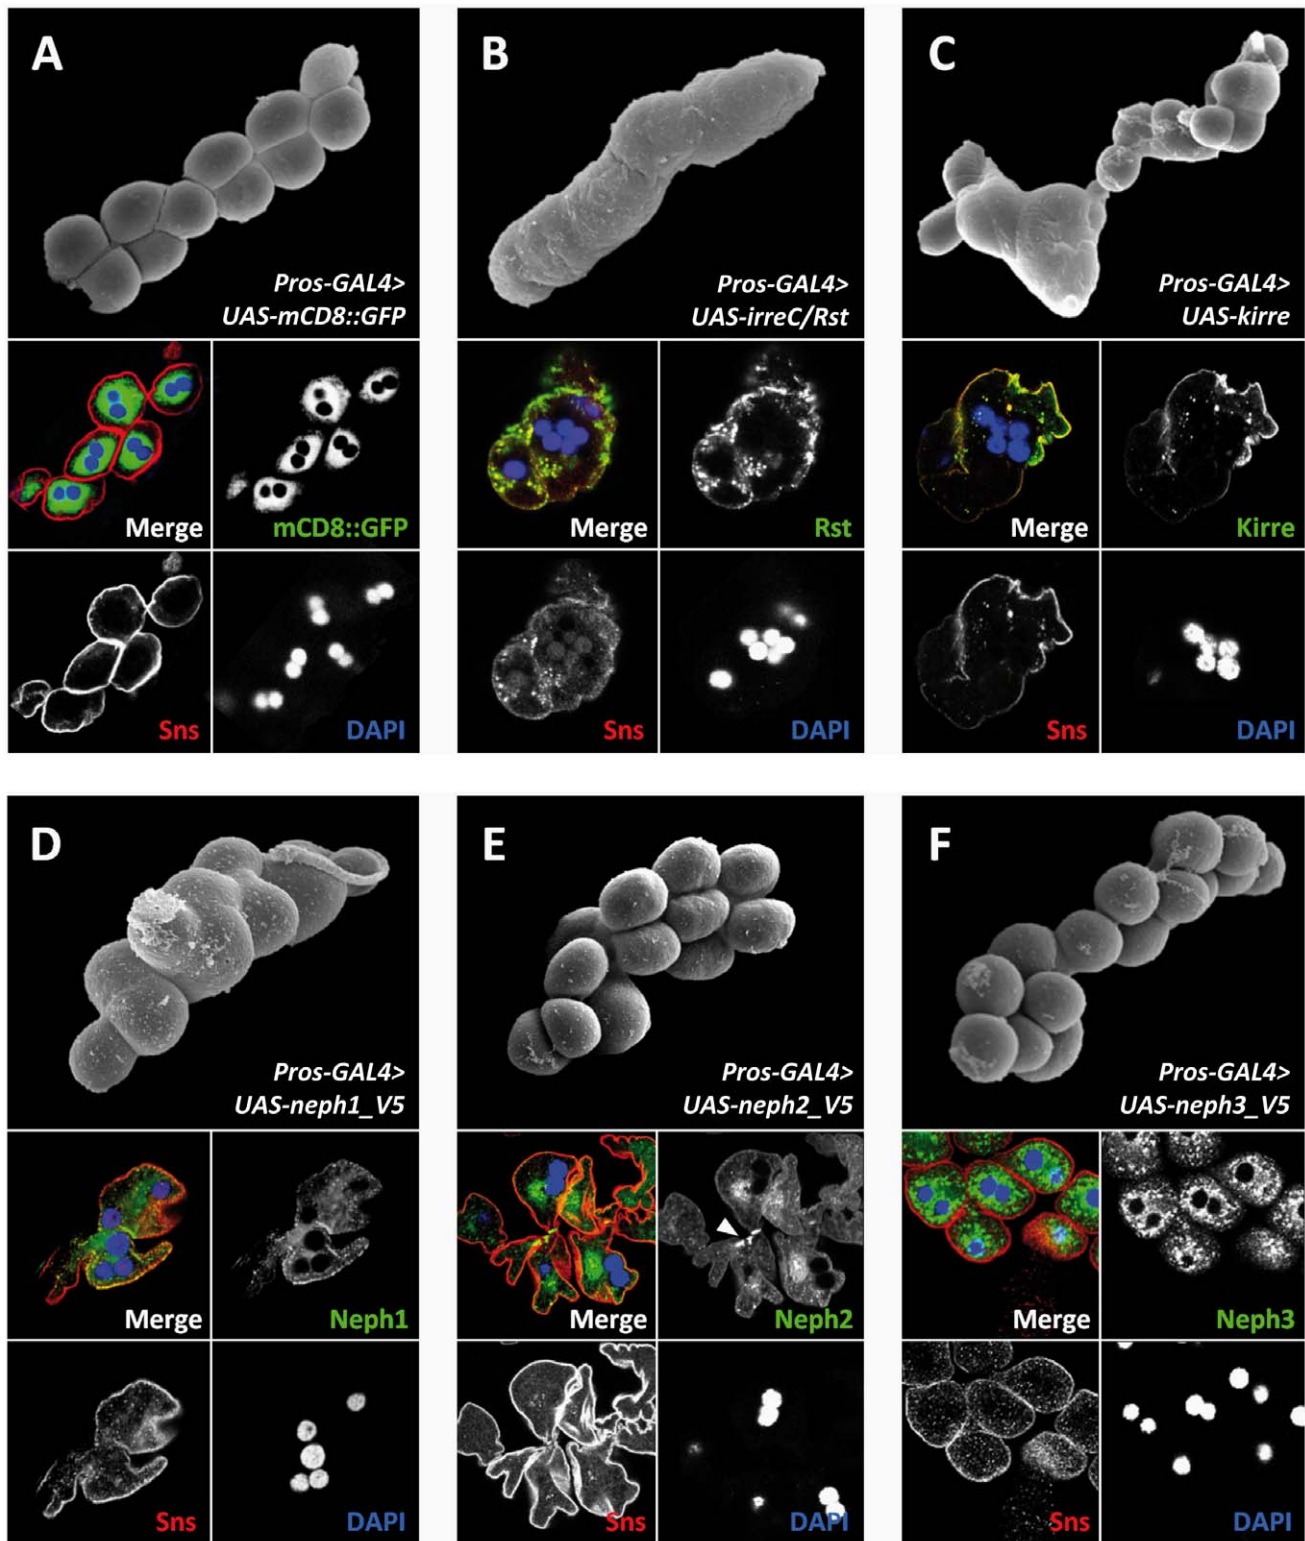 A
Pros-GAL4>
UAS-mCD8::GFP
Merge
mCD8::GFP
Sns
DAPI
B
Pros-GAL4>
UAS-irreC/Rst
Merge
Rst
Sns
DAPI
C
Pros-GAL4>
UAS-kirre
Merge
Kirre
Sns
DAPI
D
Pros-GAL4>
UAS-neph1_V5
Merge
Neph1
Sns
DAPI
E
Pros-GAL4>
UAS-neph2_V5
Merge
Neph2
Sns
DAPI
F
Pros-GAL4>
UAS-neph3_V5
Merge
Neph3
Sns
DAPI